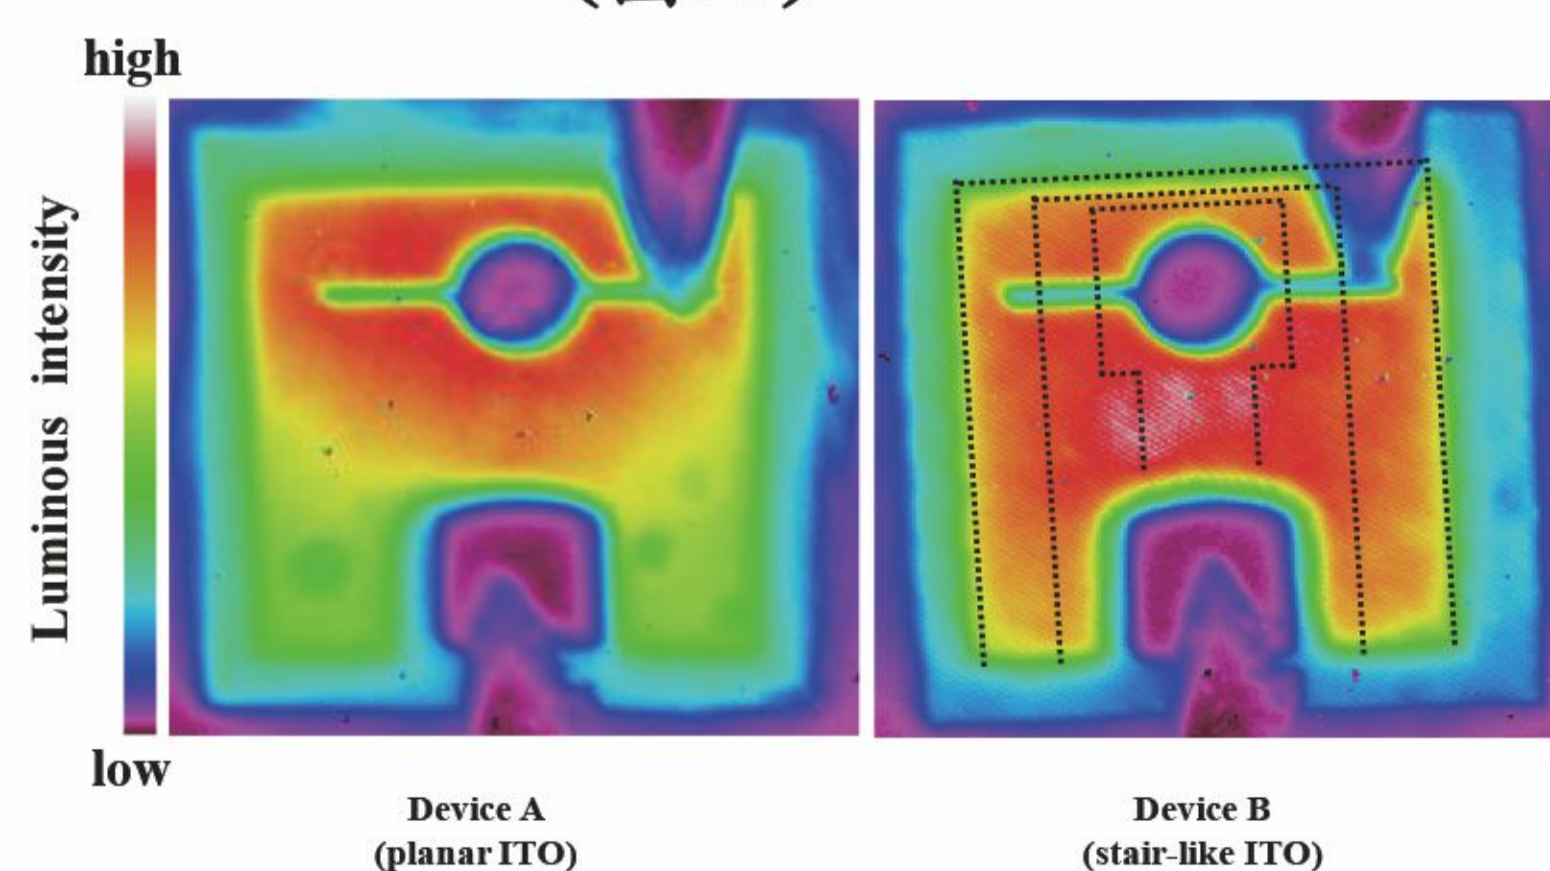 high
Luminous intensity
low
Device A
(planar ITO)
Device B
(stair-like ITO)